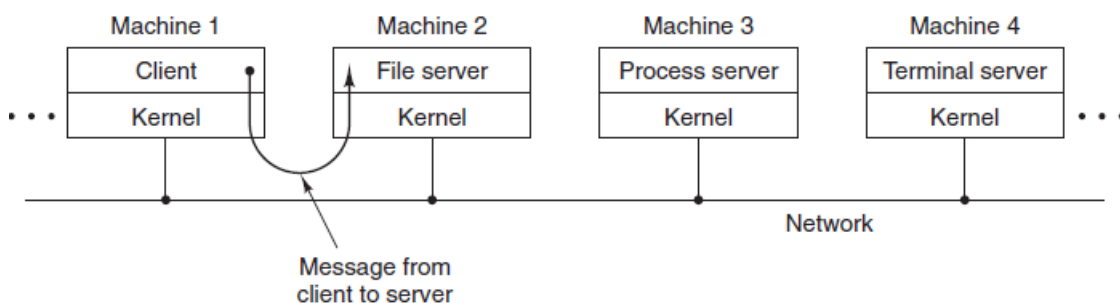 Machine 1
Machine 2
Machine 3
Machine 4
Client
File server
Process server
Terminal server
Kernel
Kernel
Kernel
Kernel
Network
Message from
client to server